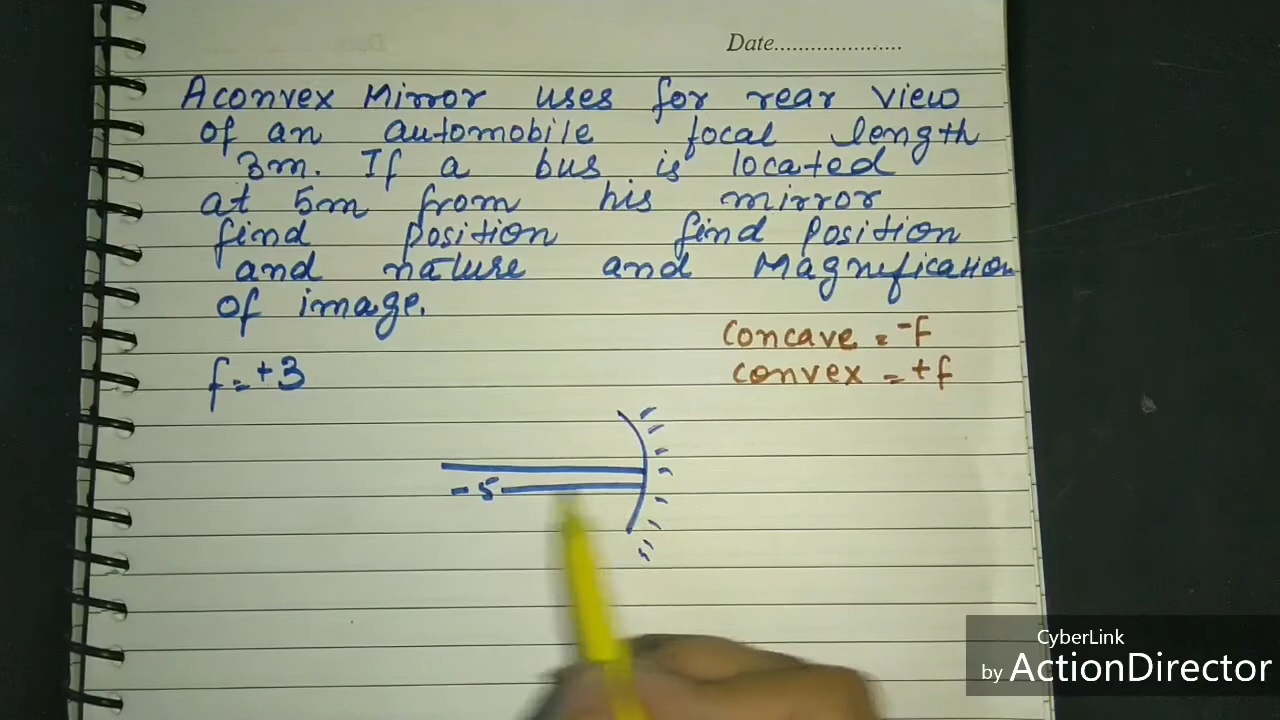 Date.....................
A convex Mirror uses for rear view
of an automobile focal length
3m. If a bus is located
at 5m from his mirror
find position find position
and nature and Magnification
of image.
concave = -f
convex = +f
f = +3
-5
CyberLink
by ActionDirector